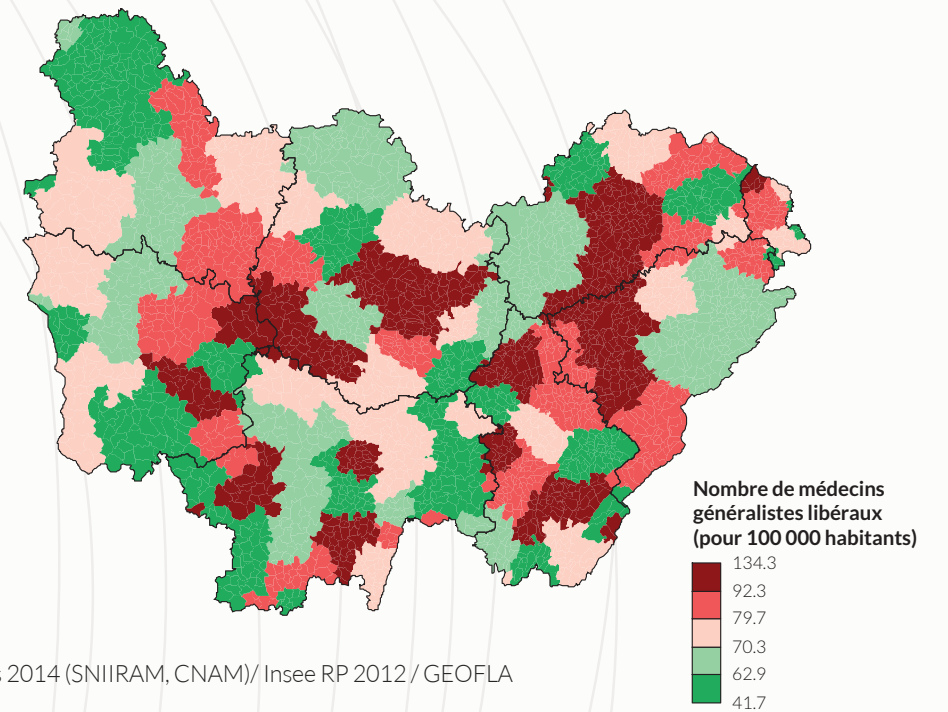 Nombre de médecins
généralistes libéraux
(pour 100 000 habitants)
134.3
92.3
79.7
70.3
62.9
41.7
2014 (SNIIRAM, CNAM)/ Insee RP 2012 / GEOFLA